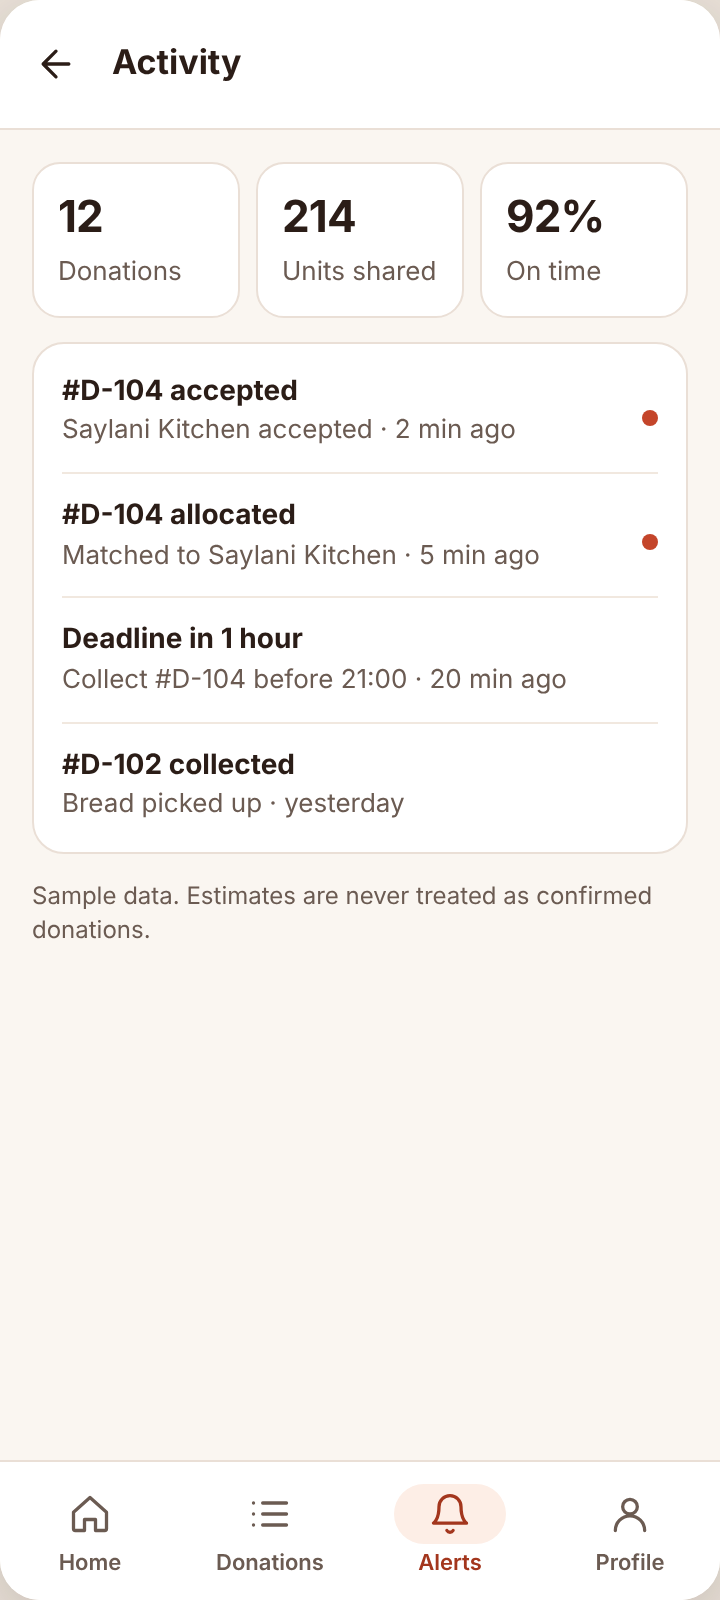 Activity
12
Donations
214
Units shared
92%
On time
#D-104 accepted
Saylani Kitchen accepted · 2 min ago
#D-104 allocated
Matched to Saylani Kitchen · 5 min ago
Deadline in 1 hour
Collect #D-104 before 21:00 · 20 min ago
#D-102 collected
Bread picked up · yesterday
Sample data. Estimates are never treated as confirmed
donations.
Home
Donations
Alerts
Profile